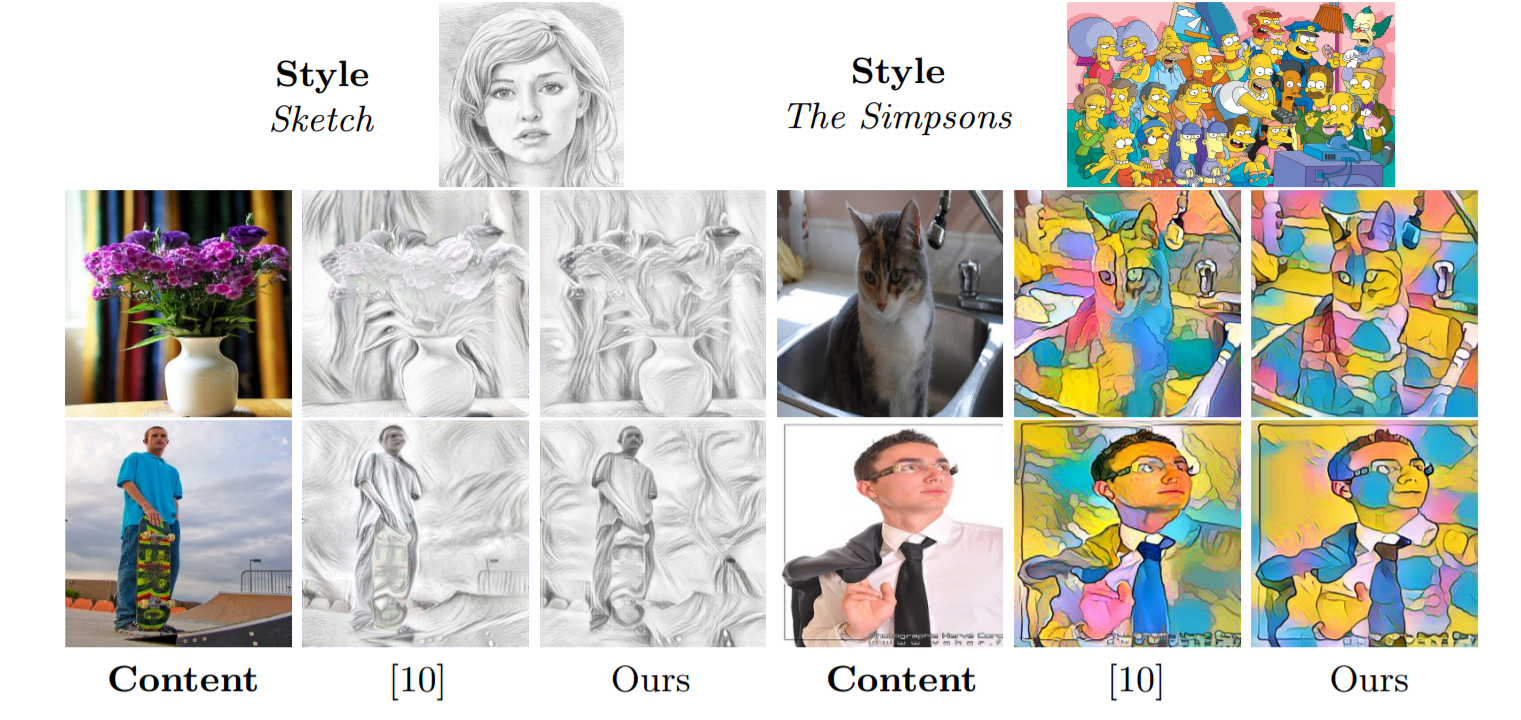 Style
Sketch
Style
The Simpsons
Content
[10]
Ours
Content
[10]
Ours